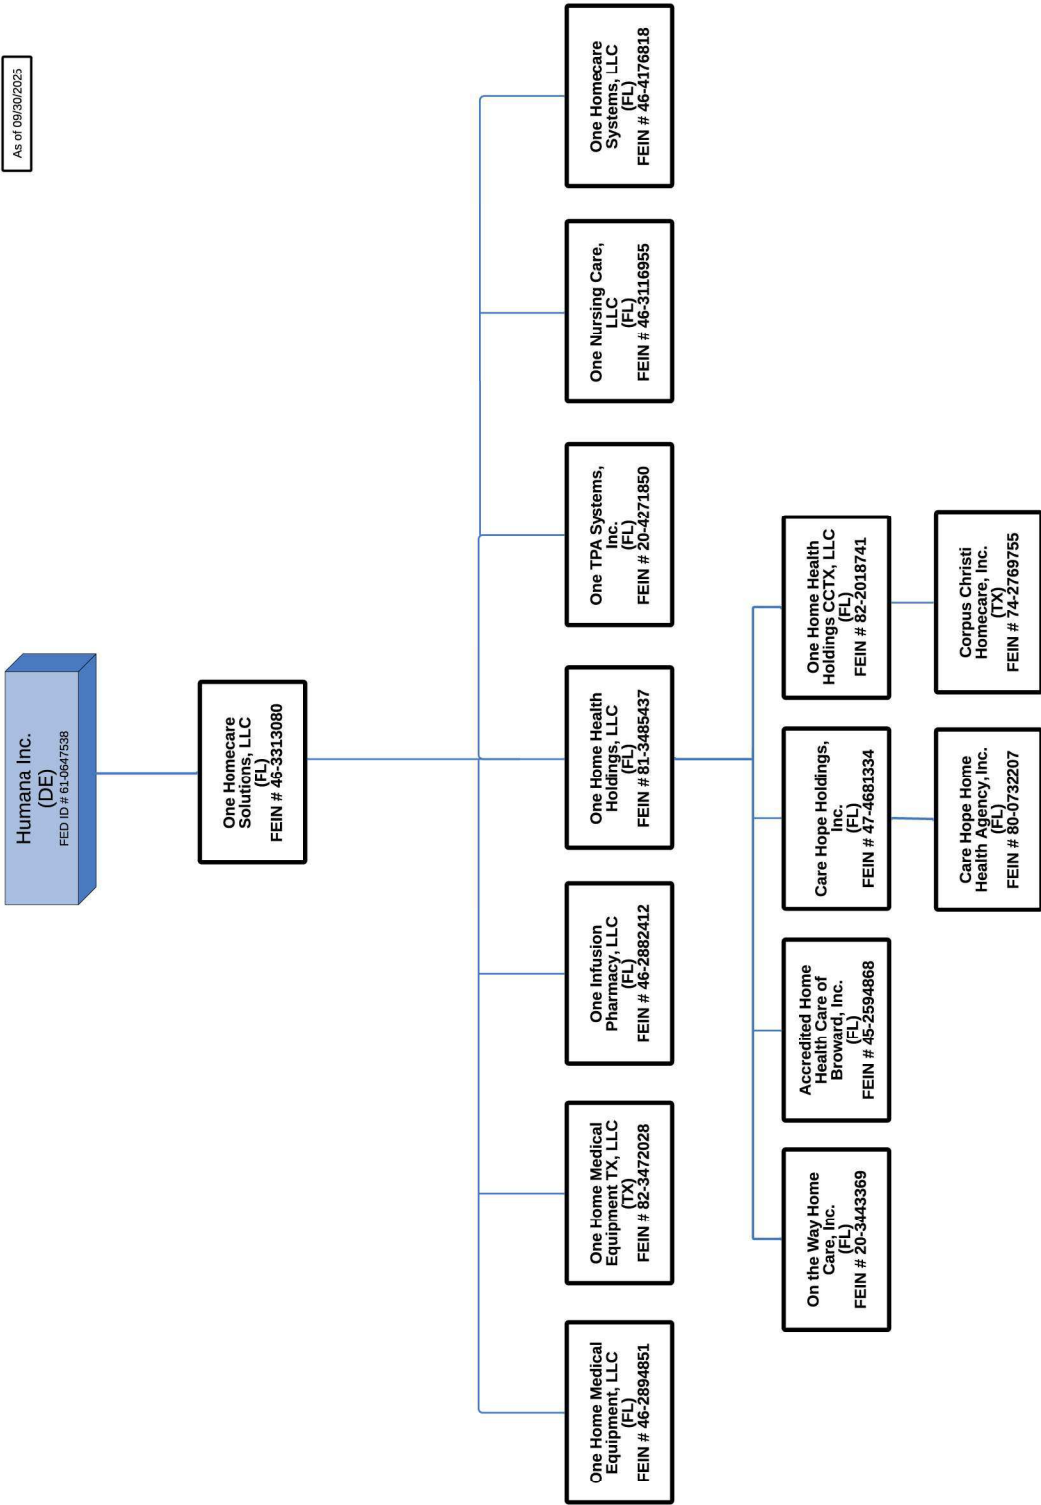 As of 09/30/2025
Humana Inc.
(DE)
FED ID # 61-0647538
One Homecare
Solutions, LLC
(FL)
FEIN # 46-3313080
One Home Medical
Equipment, LLC
(FL)
FEIN # 46-2894851
One Home Medical
Equipment TX, LLC
(TX)
FEIN # 82-3472028
One Infusion
Pharmacy, LLC
(FL)
FEIN # 46-2882412
One Home Health
Holdings, LLC
(FL)
FEIN # 81-3485437
One TPA Systems,
Inc.
(FL)
FEIN # 20-4271850
One Nursing Care,
LLC
(FL)
FEIN # 46-3116955
One Homecare
Systems, LLC
(FL)
FEIN # 46-4176818
On the Way Home
Care, Inc.
(FL)
FEIN # 20-3443369
Accredited Home
Health Care of
Broward, Inc.
(FL)
FEIN # 45-2594868
Care Hope Holdings,
Inc.
(FL)
FEIN # 47-4681334
One Home Health
Holdings CCTX, LLC
(FL)
FEIN # 82-2018741
Care Hope Home
Health Agency, Inc.
(FL)
FEIN # 80-0732207
Corpus Christi
Homecare, Inc.
(TX)
FEIN # 74-2769755